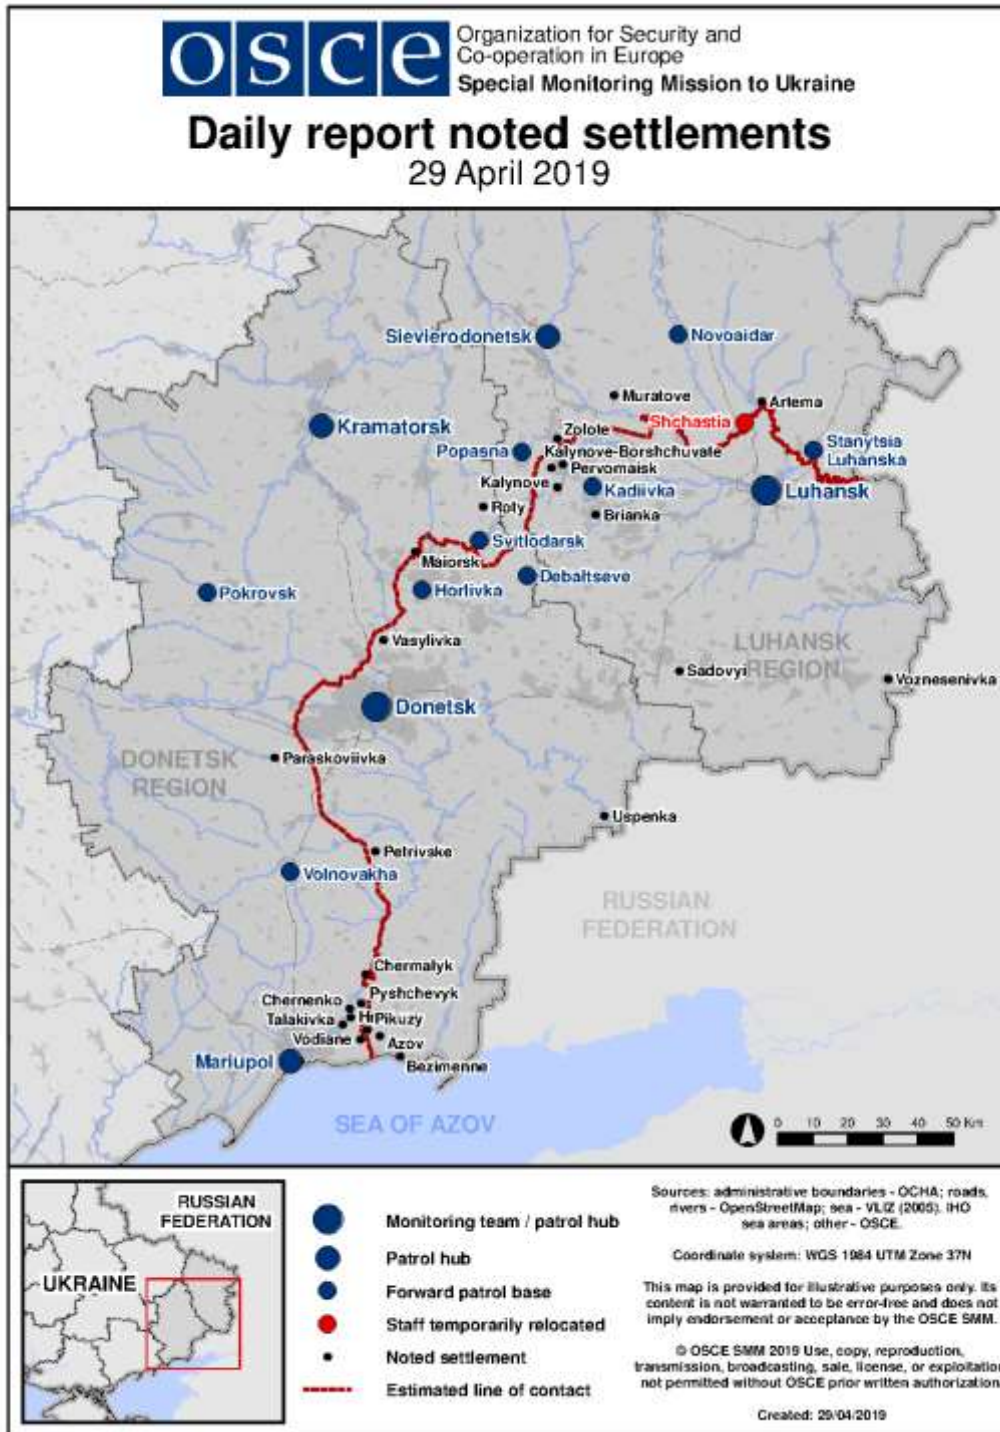 osce
Organization for Security and
Co-operation in Europe
Special Monitoring Mission to Ukraine
Daily report noted settlements
29 April 2019
Sievierodonetsk
Novoaidar
Muratove
Artema
Shchastia
Kramatorsk
Zolote
Popasna
Kalynove-Borshchuvate
Stanytsia
Luhanska
Pervomaisk
Kalynove
Kadiivka
Luhansk
Roty
Brianka
Svitlodarsk
Maiorsk
Debaltseve
Pokrovsk
Horlivka
Vasylivka
LUHANSK
REGION
Sadovyi
Voznesenivka
Donetsk
DONETSK
REGION
Paraskoviivka
Uspenka
Petrivske
Volnovakha
RUSSIAN
FEDERATION
Chermalyk
Pyshchevyk
Chernenko
Talakivka
Pikuzy
Vodiane
Azov
Mariupol
Bezimenne
SEA OF AZOV
0 10 20 30 40 50 Km
RUSSIAN
FEDERATION
UKRAINE
Monitoring team / patrol hub
Patrol hub
Forward patrol base
Staff temporarily relocated
Noted settlement
Estimated line of contact
Sources: administrative boundaries - OCHA; roads,
rivers - OpenStreetMap; sea - VLIZ (2005), IHO
sea areas; other - OSCE.
Coordinate system: WGS 1984 UTM Zone 37N
This map is provided for illustrative purposes only. Its
content is not warranted to be error-free and does not
imply endorsement or acceptance by the OSCE SMM.
© OSCE SMM 2019 Use, copy, reproduction,
transmission, broadcasting, sale, license, or exploitation
not permitted without OSCE prior written authorization.
Created: 29/04/2019